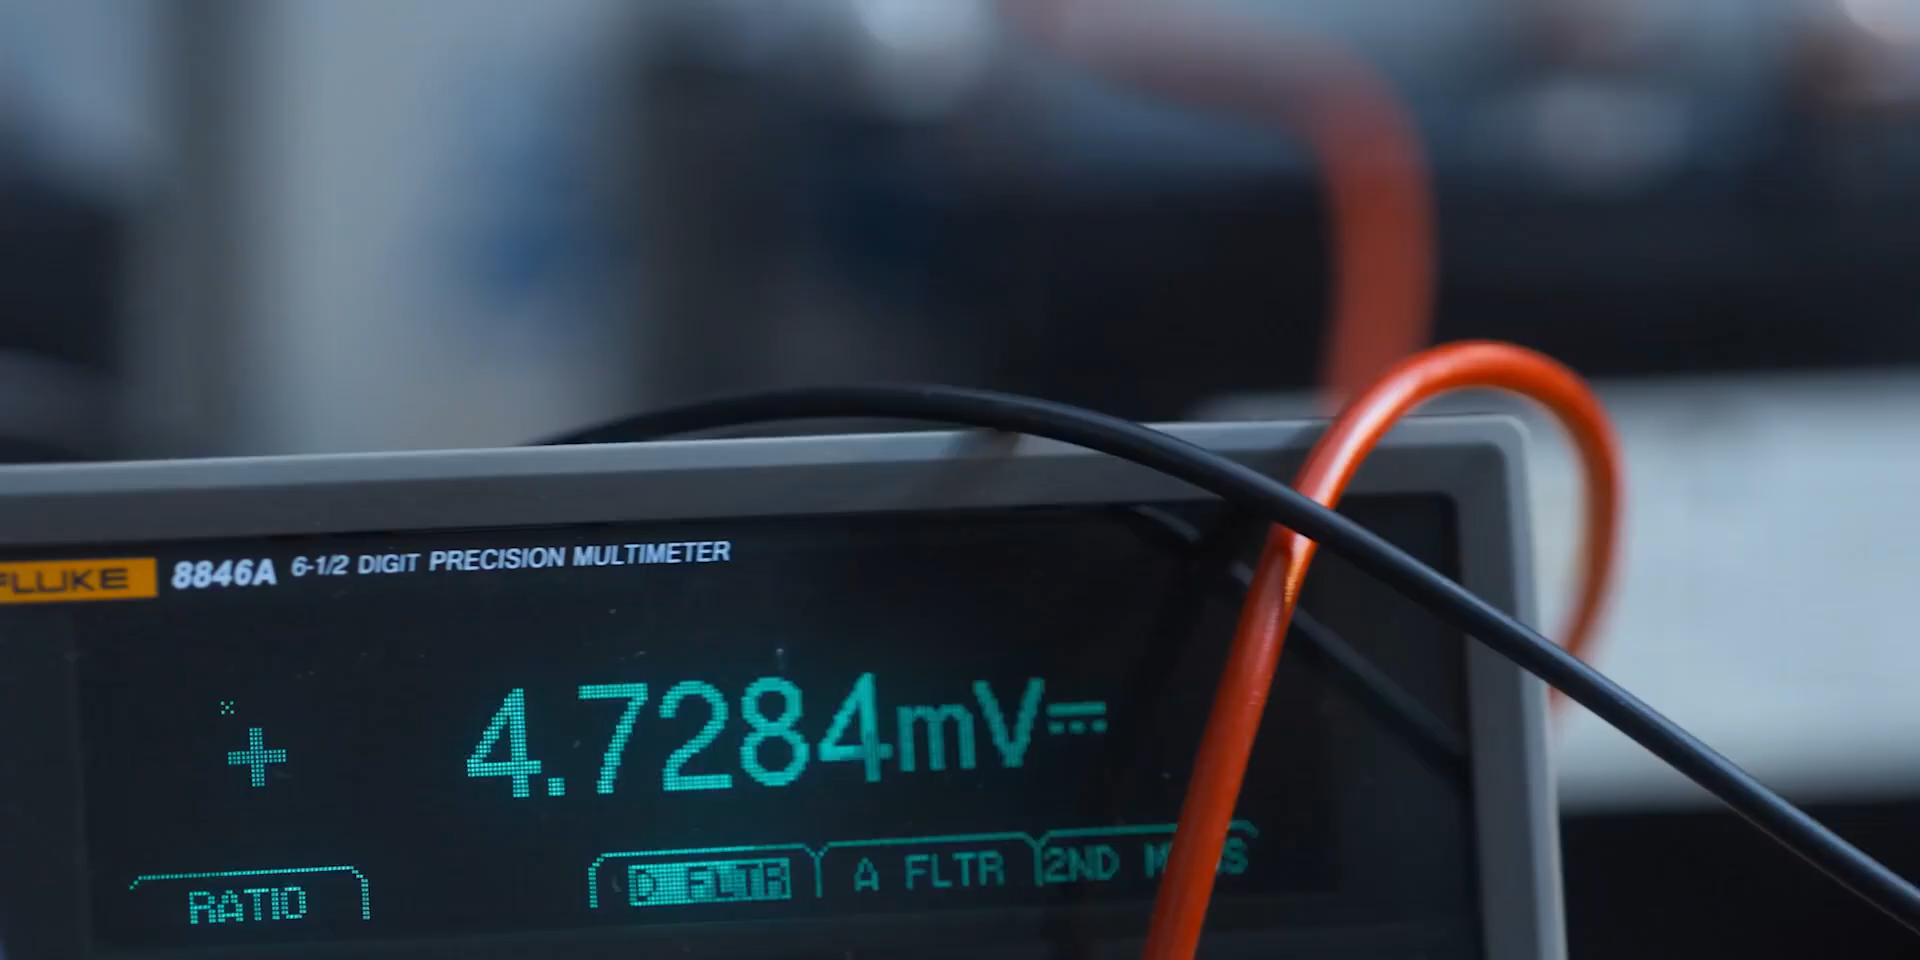 FLUKE 8846A 6-1/2 DIGIT PRECISION MULTIMETER
+ 4.7284mV
RATIO D FLTR A FLTR 2ND